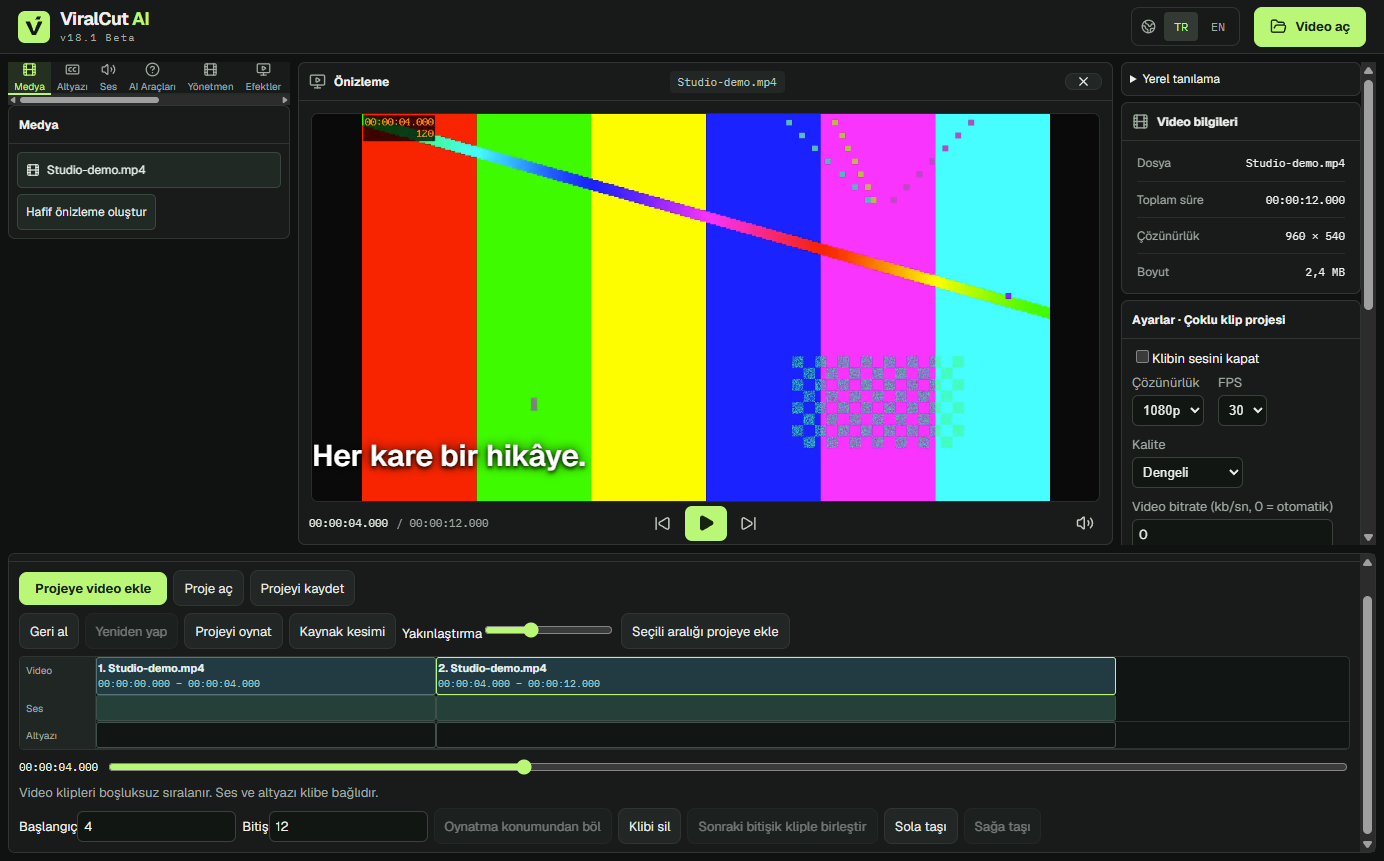 ViralCut AI
v18.1 Beta
TR
EN
Video aç
Medya
Altyazı
Ses
AI Araçları
Yönetmen
Efektler
Medya
Studio-demo.mp4
Hafif önizleme oluştur
Önizleme
Studio-demo.mp4
00:00:04.000
120
Her kare bir hikâye.
00:00:04.000 / 00:00:12.000
Yerel tanılama
Video bilgileri
Dosya Studio-demo.mp4
Toplam süre 00:00:12.000
Çözünürlük 960 × 540
Boyut 2,4 MB
Ayarlar · Çoklu klip projesi
Klibin sesini kapat
Çözünürlük FPS
1080p 30
Kalite
Dengeli
Video bitrate (kb/sn, 0 = otomatik)
0
Projeye video ekle Proje aç Projeyi kaydet
Geri al Yeniden yap Projeyi oynat Kaynak kesimi Yakınlaştırma Seçili aralığı projeye ekle
Video
1. Studio-demo.mp4
00:00:00.000 – 00:00:04.000
2. Studio-demo.mp4
00:00:04.000 – 00:00:12.000
Ses
Altyazı
00:00:04.000
Video klipleri boşluksuz sıralanır. Ses ve altyazı klibe bağlıdır.
Başlangıç 4 Bitiş 12 Oynatma konumundan böl Klibi sil Sonraki bitişik kliple birleştir Sola taşı Sağa taşı